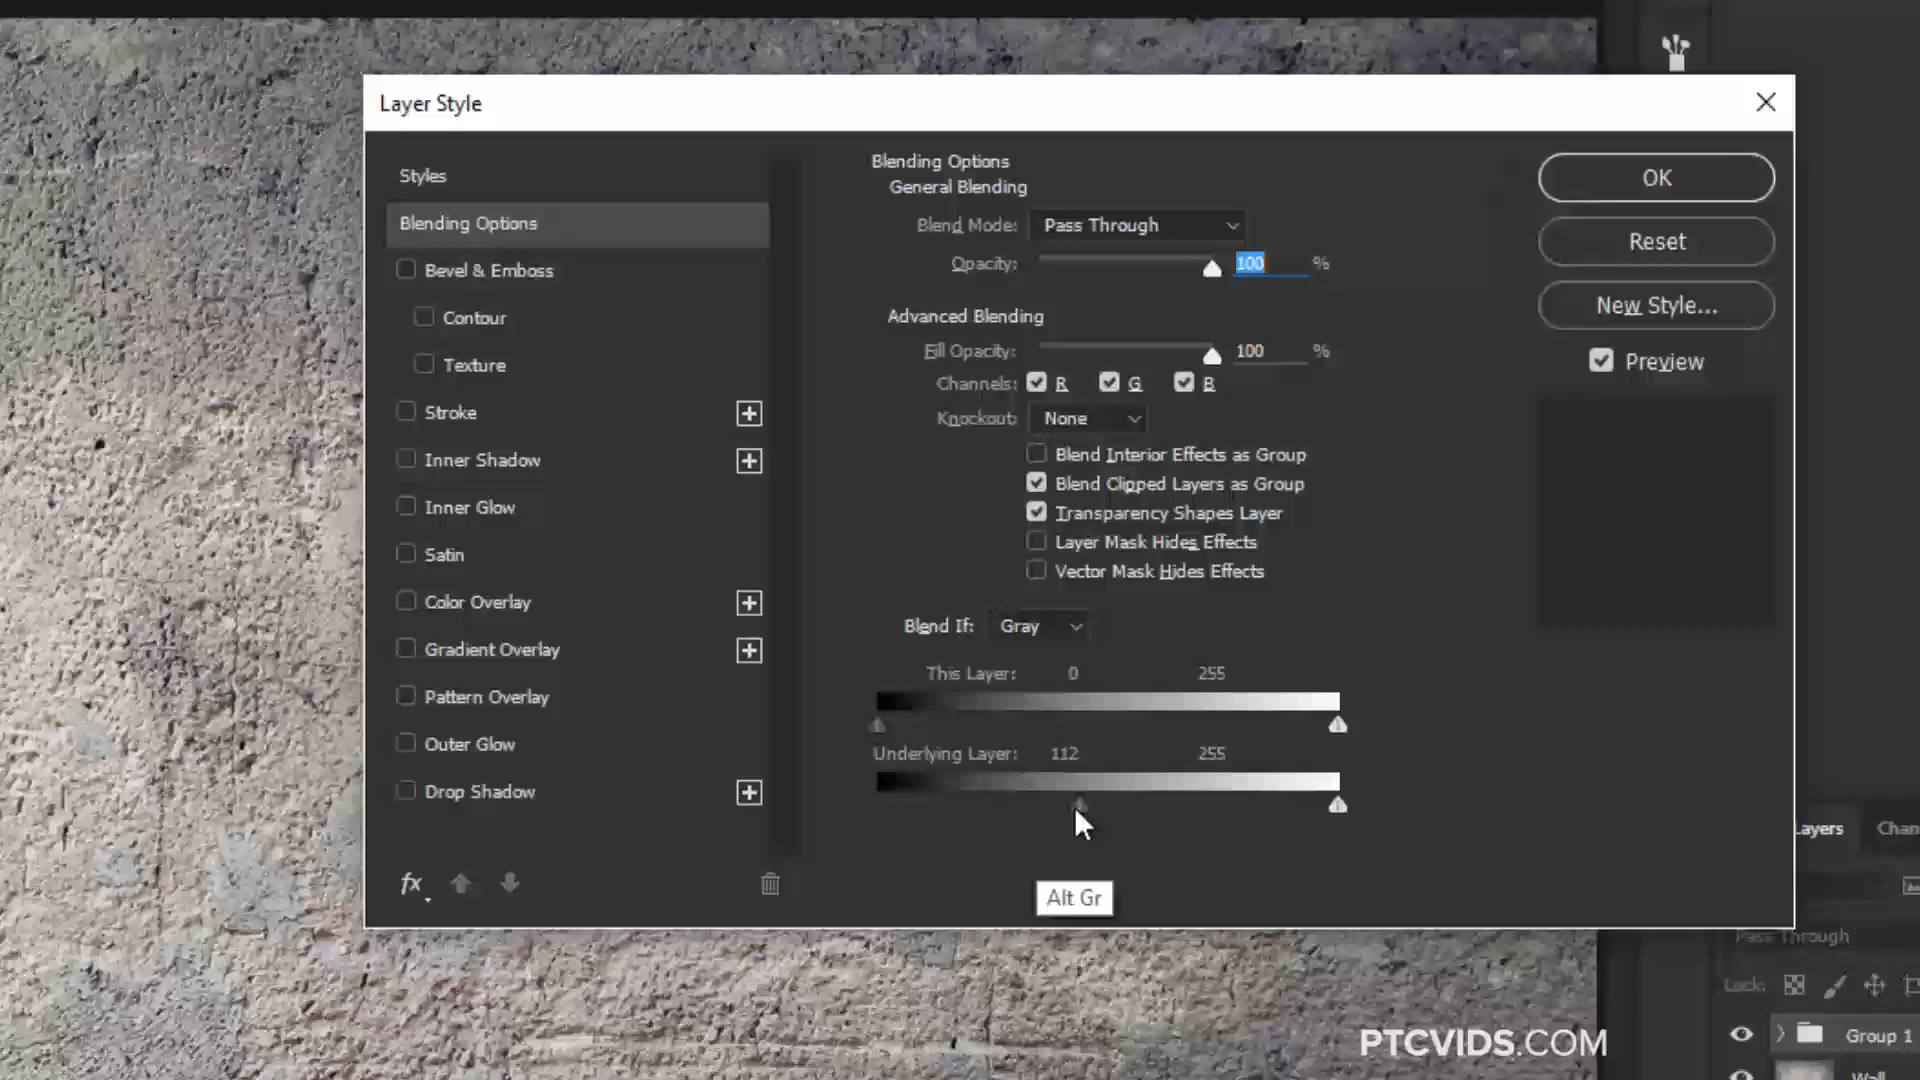 Layer Style
Styles
Blending Options
Bevel & Emboss
Contour
Texture
Stroke
Inner Shadow
Inner Glow
Satin
Color Overlay
Gradient Overlay
Pattern Overlay
Outer Glow
Drop Shadow
fx
Blending Options
General Blending
Blend Mode: Pass Through
Opacity: 100 %
Advanced Blending
Fill Opacity: 100 %
Channels: R G B
Knockout: None
Blend Interior Effects as Group
Blend Clipped Layers as Group
Transparency Shapes Layer
Layer Mask Hides Effects
Vector Mask Hides Effects
Blend If: Gray
This Layer: 0 255
Underlying Layer: 112 255
Alt Gr
OK
Reset
New Style...
Preview
Layers Chan
Pass Through
Lock:
Group 1
Wall
PTCVIDS.COM